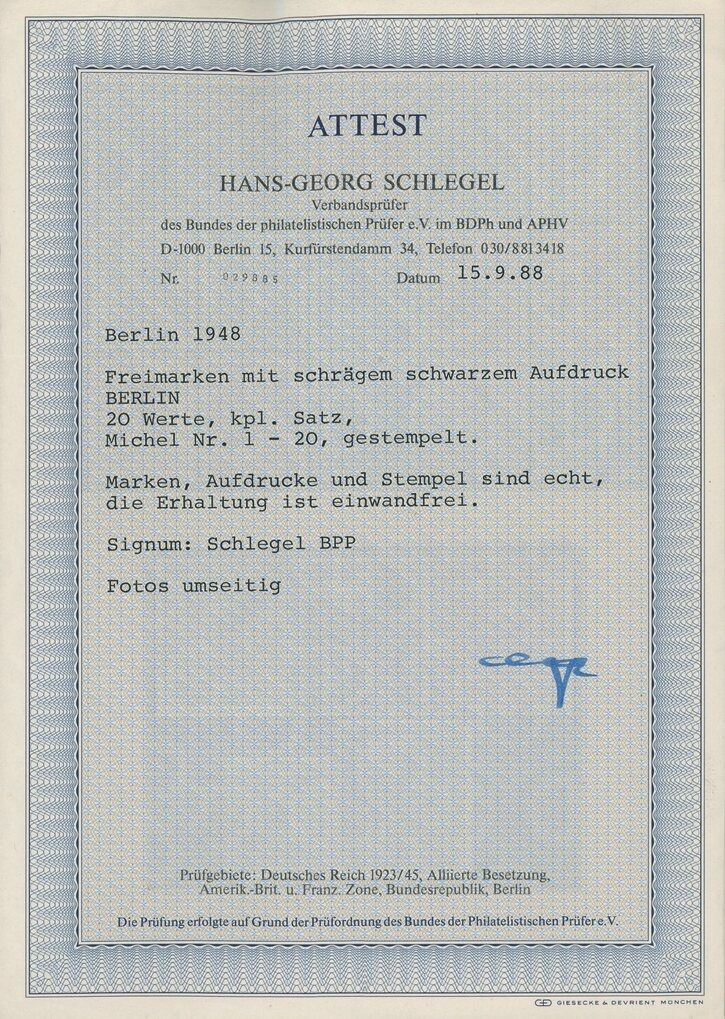 ATTEST
HANS-GEORG SCHLEGEL
Verbandsprüfer
des Bundes der philatelistischen Prüfer e.V. im BDPh und APHV
D-1000 Berlin 15, Kurfürstendamm 34, Telefon 030/8813418
Nr. 029885 Datum 15.9.88
Berlin 1948
Freimarken mit schrägem schwarzem Aufdruck
BERLIN
20 Werte, kpl. Satz,
Michel Nr. 1 - 20, gestempelt.
Marken, Aufdrucke und Stempel sind echt,
die Erhaltung ist einwandfrei.
Signum: Schlegel BPP
Fotos umseitig
Prüfgebiete: Deutsches Reich 1923/45, Alliierte Besetzung,
Amerik.-Brit. u. Franz. Zone, Bundesrepublik, Berlin
Die Prüfung erfolgte auf Grund der Prüfordnung des Bundes der Philatelistischen Prüfer e.V.
GIESECKE & DEVRIENT MÜNCHEN